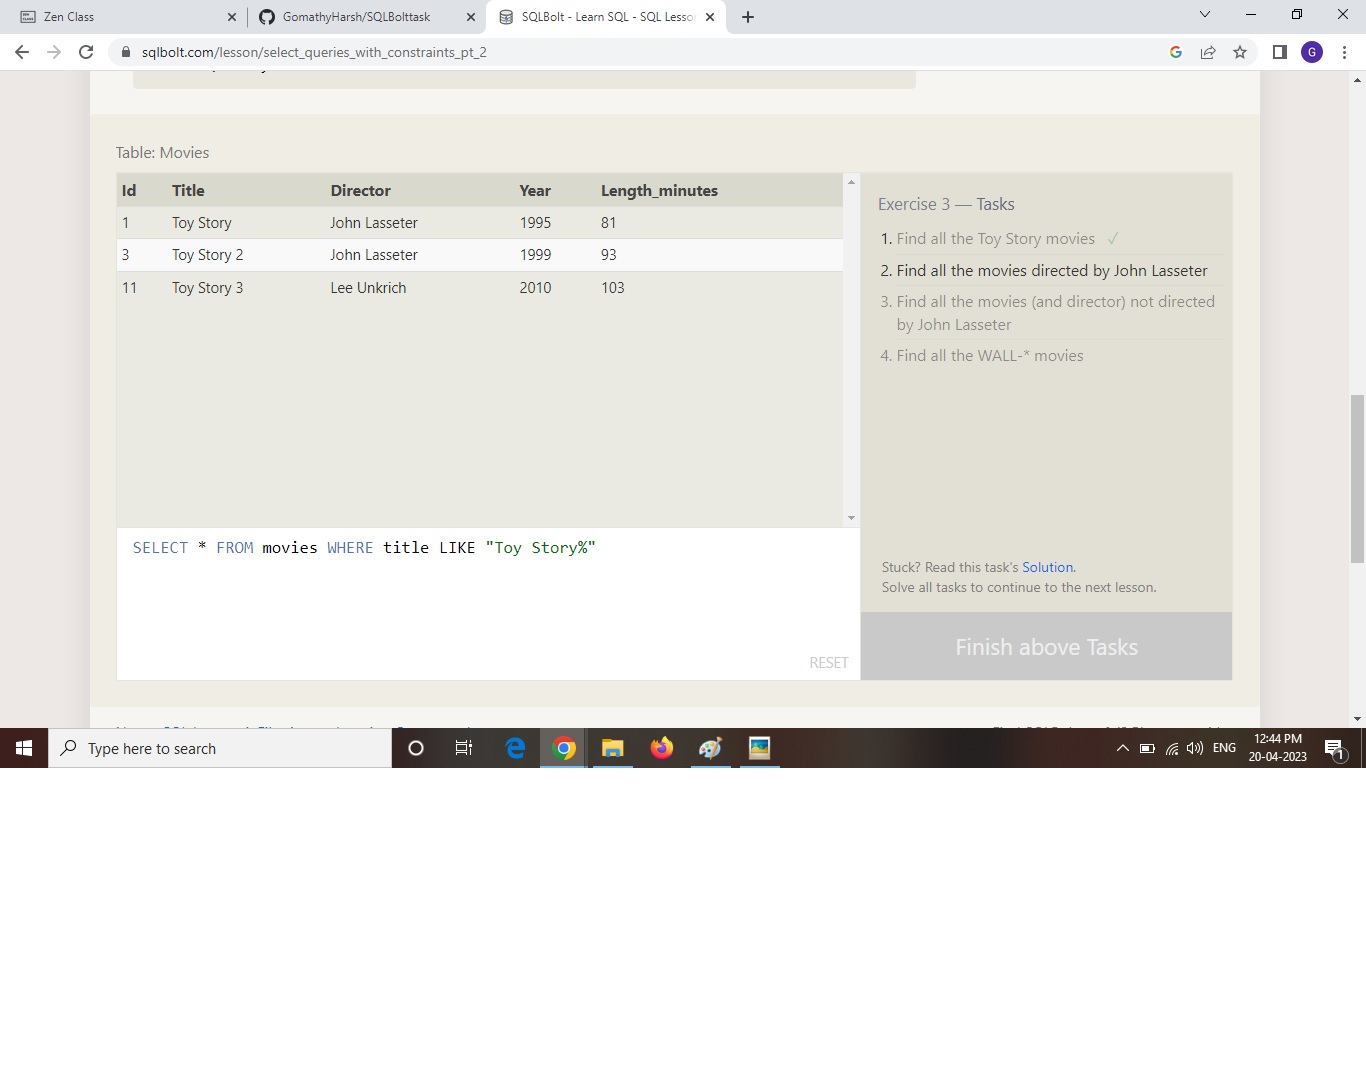 Zen Class
GomathyHarsh/SQLBolttask
SQLBolt - Learn SQL - SQL Lesso
sqlbolt.com/lesson/select_queries_with_constraints_pt_2
G
Table: Movies
Id Title Director Year Length_minutes
1 Toy Story John Lasseter 1995 81
3 Toy Story 2 John Lasseter 1999 93
11 Toy Story 3 Lee Unkrich 2010 103
SELECT * FROM movies WHERE title LIKE "Toy Story%"
RESET
Exercise 3 — Tasks
1. Find all the Toy Story movies ✓
2. Find all the movies directed by John Lasseter
3. Find all the movies (and director) not directed
by John Lasseter
4. Find all the WALL-* movies
Stuck? Read this task's Solution.
Solve all tasks to continue to the next lesson.
Finish above Tasks
Type here to search
ENG
12:44 PM
20-04-2023
1